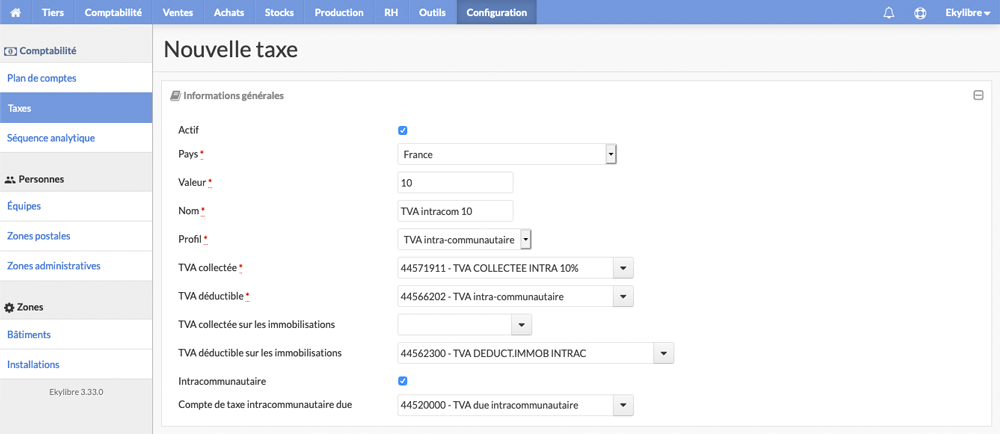 Tiers Comptabilité Ventes Achats Stocks Production RH Outils Configuration Ekylibre
Comptabilité
Plan de comptes
Taxes
Séquence analytique
Personnes
Équipes
Zones postales
Zones administratives
Zones
Bâtiments
Installations
Ekylibre 3.33.0
Nouvelle taxe
Informations générales
Actif
Pays * France
Valeur * 10
Nom * TVA intracom 10
Profil * TVA intra-communautaire
TVA collectée * 44571911 - TVA COLLECTEE INTRA 10%
TVA déductible * 44566202 - TVA intra-communautaire
TVA collectée sur les immobilisations
TVA déductible sur les immobilisations 44562300 - TVA DEDUCT.IMMOB INTRAC
Intracommunautaire
Compte de taxe intracommunautaire due 44520000 - TVA due intracommunautaire